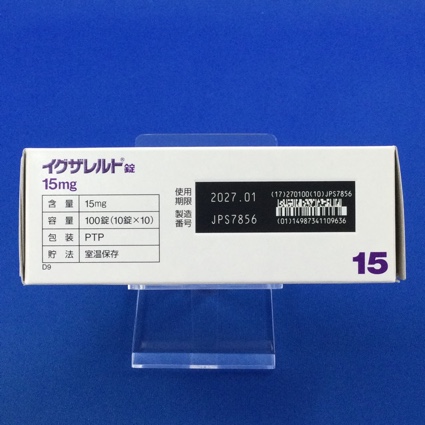 イグザレルト®錠
15mg
含量 15mg
容量 100錠(10錠×10)
包装 PTP
貯法 室温保存
D9
使用期限 2027.01
製造番号 JPS7856
(17)270100(10)JPS7856
(01)14987341109636
15